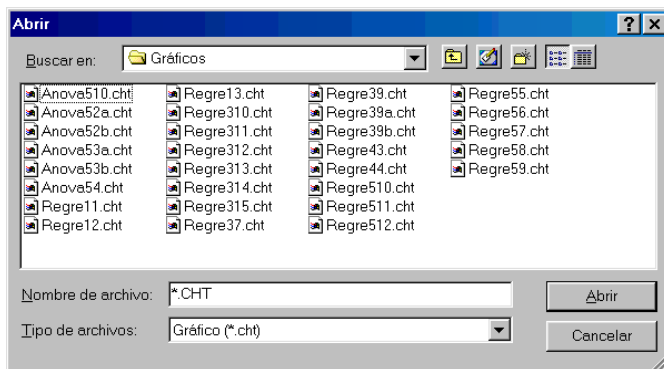 Abrir
Buscar en: Gráficos
Anova510.cht Regre13.cht Regre39.cht Regre55.cht
Anova52a.cht Regre310.cht Regre39a.cht Regre56.cht
Anova52b.cht Regre311.cht Regre39b.cht Regre57.cht
Anova53a.cht Regre312.cht Regre43.cht Regre58.cht
Anova53b.cht Regre313.cht Regre44.cht Regre59.cht
Anova54.cht Regre314.cht Regre510.cht
Regre11.cht Regre315.cht Regre511.cht
Regre12.cht Regre37.cht Regre512.cht
Nombre de archivo: *.CHT Abrir
Tipo de archivos: Gráfico (*.cht) Cancelar